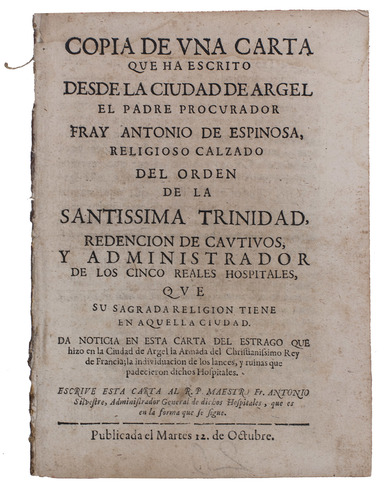 COPIA DE VNA CARTA
QUE HA ESCRITO
DESDE LA CIUDAD DE ARGEL
EL PADRE PROCURADOR
FRAY ANTONIO DE ESPINOSA,
RELIGIOSO CALZADO
DEL ORDEN
DE LA
SANTISSIMA TRINIDAD,
REDENCION DE CAVTIVOS,
Y ADMINISTRADOR
DE LOS CINCO REALES HOSPITALES,
QVE
SU SAGRADA RELIGION TIENE
EN AQUELLA CIUDAD.
DA NOTICIA EN ESTA CARTA DEL ESTRAGO QUE
hizo en la Ciudad de Argel la Armada del Christianissimo Rey
de Francia; la individuacion de los lances, y ruinas que
padecieron dichos Hospitales.
ESCRIVE ESTA CARTA AL R. P. MAESTRO Fr. ANTONIO
Silvestre, Administrador General de dichos Hospitales, que es
en la forma que se sigue.
Publicada el Martes 12. de Octubre.